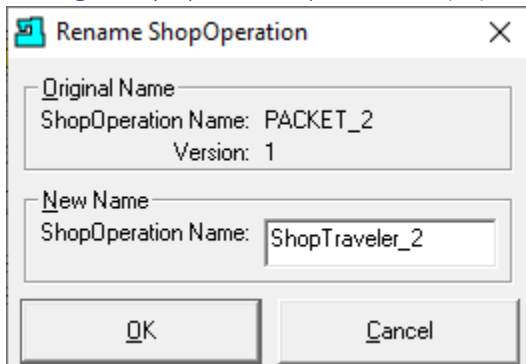 Rename ShopOperation
Original Name
ShopOperation Name: PACKET_2
Version: 1
New Name
ShopOperation Name: ShopTraveler_2
OK Cancel